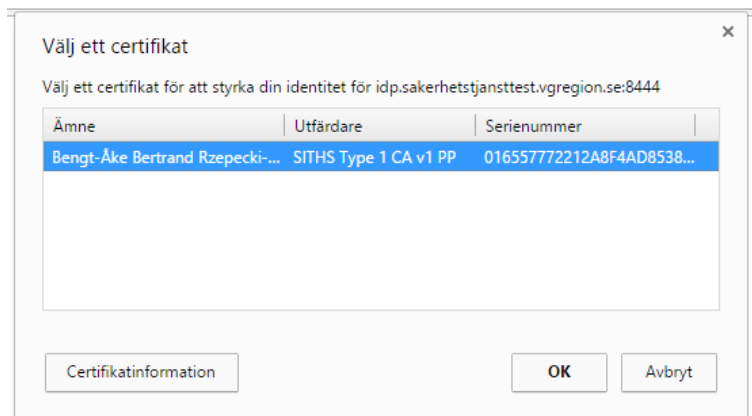 Välj ett certifikat
Välj ett certifikat för att styrka din identitet för idp.sakerhetstjansttest.vgregion.se:8444
Ämne Utfärdare Serienummer
Bengt-Åke Bertrand Rzepecki-... SITHS Type 1 CA v1 PP 016557772212A8F4AD8538...
Certifikatinformation OK Avbryt